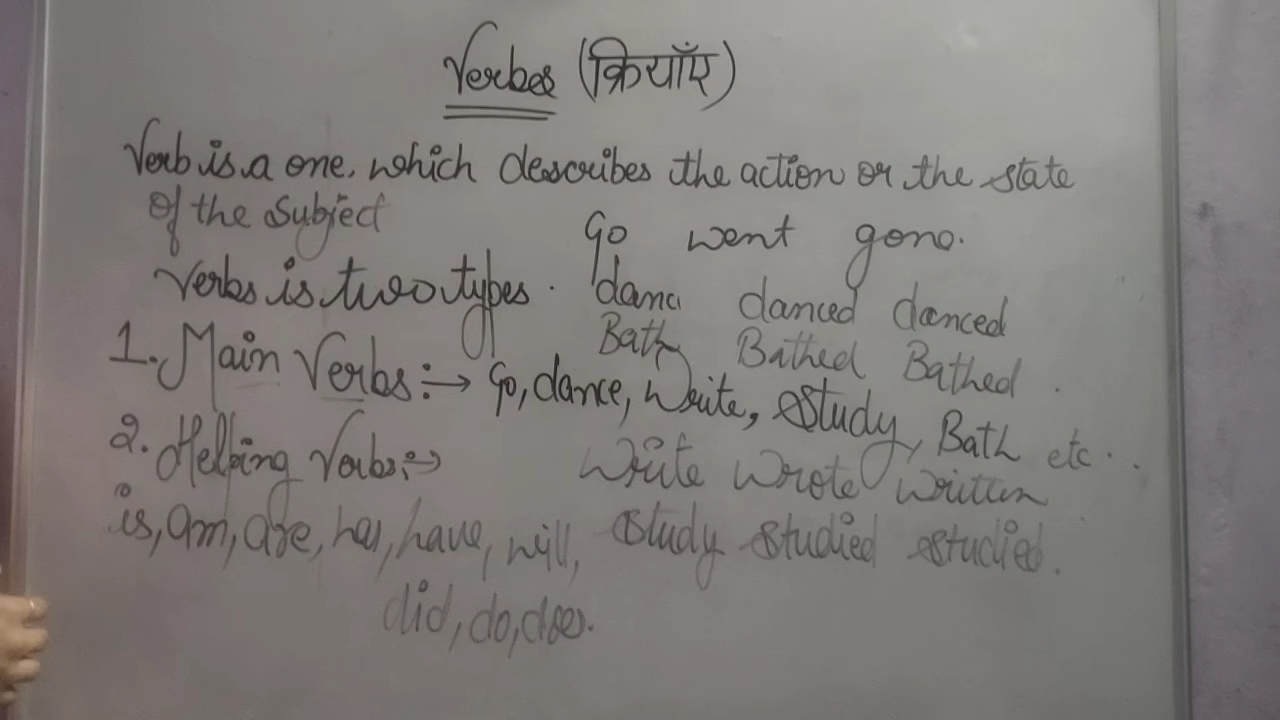 Verbs (क्रियाएँ)
Verb is a one. which describes the action or the state
of the Subject
Go went gone.
Verbs is two types.
danc danced danced
Bath Bathed Bathed.
1. Main Verbs:→ Go, dance, Write, Study, Bath etc..
2. Helping Verbs:→
Write Wrote written
is, am, are, has, have, will,
Study Studied studied.
did, do, does.